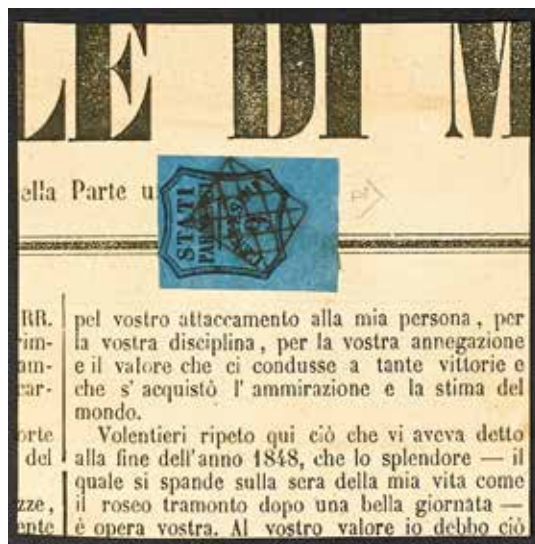 LE DI M
ella Parte u
STATI
PARMENSI
6
RR.
rim-
am-
car-
orte
del
zze,
ente
pel vostro attaccamento alla mia persona, per
la vostra disciplina, per la vostra annegazione
e il valore che ci condusse a tante vittorie e
che s' acquistò l' ammirazione e la stima del
mondo.
Volentieri ripeto qui ciò che vi aveva detto
alla fine dell'anno 1848, che lo splendore — il
quale si spande sulla sera della mia vita come
il roseo tramonto dopo una bella giornata —
è opera vostra. Al vostro valore io debbo ciò